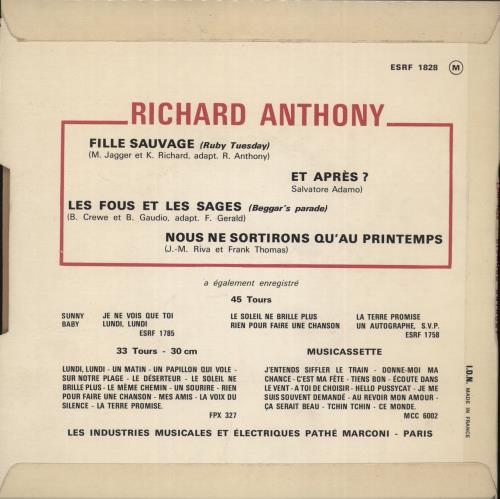 ESRF 1828 M
RICHARD ANTHONY
FILLE SAUVAGE (Ruby Tuesday)
(M. Jagger et K. Richard, adapt. R. Anthony)
ET APRÈS ?
Salvatore Adamo)
LES FOUS ET LES SAGES (Beggar's parade)
(B. Crewe et B. Gaudio, adapt. F. Gerald)
NOUS NE SORTIRONS QU'AU PRINTEMPS
(J.-M. Riva et Frank Thomas)
a également enregistré
45 Tours
SUNNY JE NE VOIS QUE TOI
BABY LUNDI, LUNDI
ESRF 1785
LE SOLEIL NE BRILLE PLUS LA TERRE PROMISE
RIEN POUR FAIRE UNE CHANSON UN AUTOGRAPHE, S.V.P.
ESRF 1758
33 Tours - 30 cm
LUNDI, LUNDI - UN MATIN - UN PAPILLON QUI VOLE -
SUR NOTRE PLAGE - LE DÉSERTEUR - LE SOLEIL NE
BRILLE PLUS - LE MÊME CHEMIN - UN SOURIRE - RIEN
POUR FAIRE UNE CHANSON - MES AMIS - LA VOIX DU
SILENCE - LA TERRE PROMISE.
FPX 327
MUSICASSETTE
J'ENTENDS SIFFLER LE TRAIN - DONNE-MOI MA
CHANCE - C'EST MA FÊTE - TIENS BON - ÉCOUTE DANS
LE VENT - A TOI DE CHOISIR - HELLO PUSSYCAT - JE ME
SUIS SOUVENT DEMANDÉ - AU REVOIR MON AMOUR -
ÇA SERAIT BEAU - TCHIN TCHIN - CE MONDE.
MCC 6002
LES INDUSTRIES MUSICALES ET ÉLECTRIQUES PATHÉ MARCONI - PARIS
I.D.N. MADE IN FRANCE